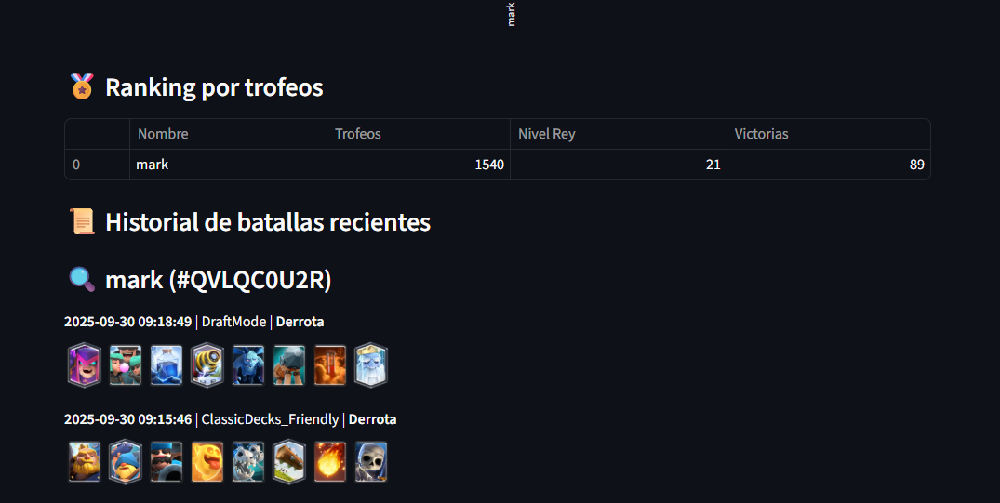 mark
Ranking por trofeos
Nombre Trofeos Nivel Rey Victorias
0 mark 1540 21 89
Historial de batallas recientes
mark (#QVLQC0U2R)
2025-09-30 09:18:49 | DraftMode | Derrota
2025-09-30 09:15:46 | ClassicDecks_Friendly | Derrota